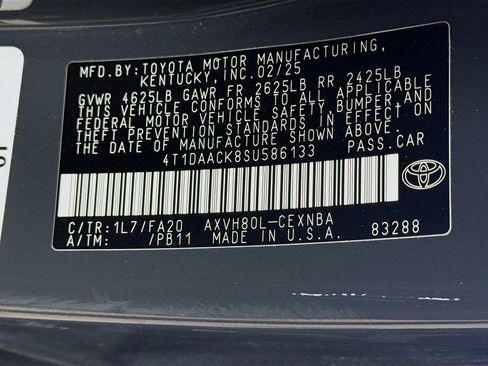 MFD.BY:TOYOTA MOTOR MANUFACTURING,
KENTUCKY, INC.02/25
GVWR 4625LB GAWR FR 2625LB RR 2425LB
THIS VEHICLE CONFORMS TO ALL APPLICABLE
FEDERAL MOTOR VEHICLE SAFETY,BUMPER,AND
THEFT PREVENTION STANDARDS IN EFFECT ON
THE DATE OF MANUFACTURE SHOWN ABOVE.
4T1DAACK8SU586133 PASS.CAR
C/TR:1L7/FA20 AXVH80L-CEXNBA
A/TM: /PB11 MADE IN U.S.A. 83288